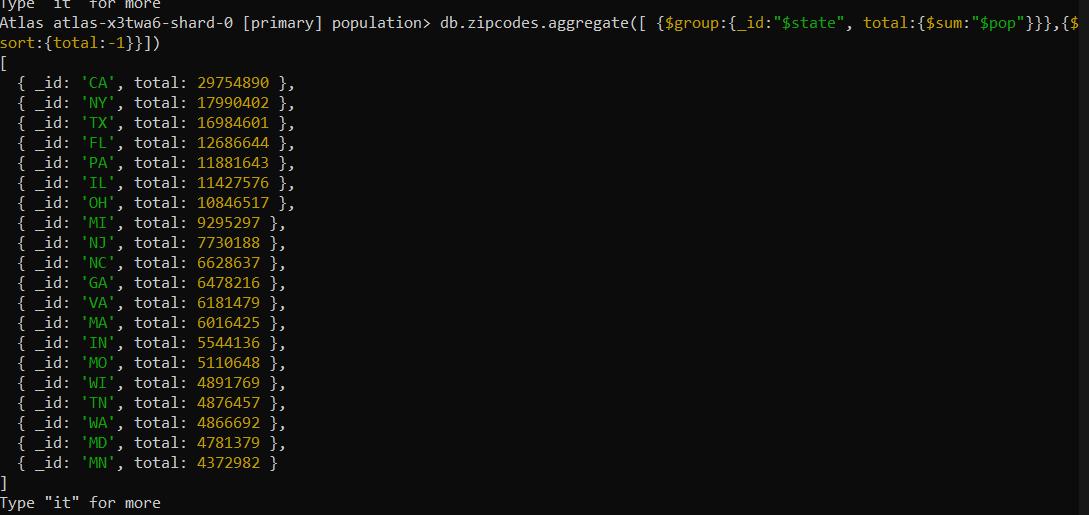 Type "it" for more
Atlas atlas-x3twa6-shard-0 [primary] population> db.zipcodes.aggregate([ {$group:{_id:"$state", total:{$sum:"$pop"}}},{$
sort:{total:-1}}])
[
  { _id: 'CA', total: 29754890 },
  { _id: 'NY', total: 17990402 },
  { _id: 'TX', total: 16984601 },
  { _id: 'FL', total: 12686644 },
  { _id: 'PA', total: 11881643 },
  { _id: 'IL', total: 11427576 },
  { _id: 'OH', total: 10846517 },
  { _id: 'MI', total: 9295297 },
  { _id: 'NJ', total: 7730188 },
  { _id: 'NC', total: 6628637 },
  { _id: 'GA', total: 6478216 },
  { _id: 'VA', total: 6181479 },
  { _id: 'MA', total: 6016425 },
  { _id: 'IN', total: 5544136 },
  { _id: 'MO', total: 5110648 },
  { _id: 'WI', total: 4891769 },
  { _id: 'TN', total: 4876457 },
  { _id: 'WA', total: 4866692 },
  { _id: 'MD', total: 4781379 },
  { _id: 'MN', total: 4372982 }
]
Type "it" for more